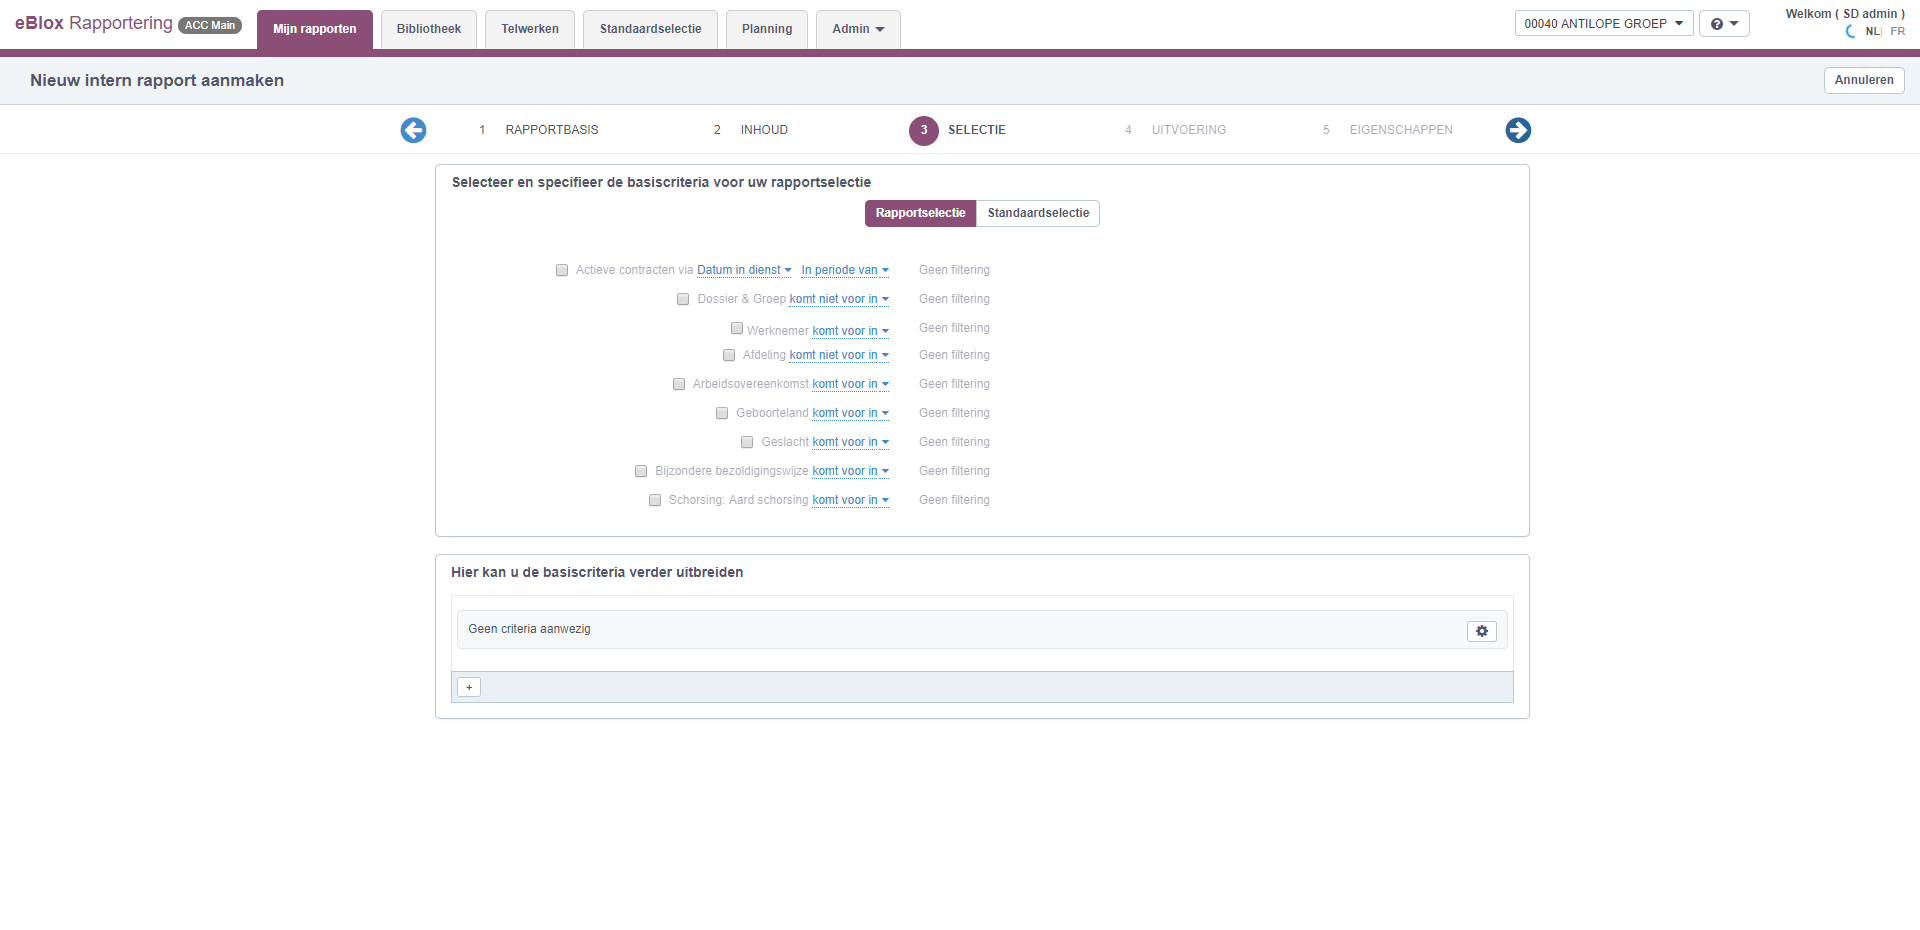 eBlox Rapportering ACC Main
Mijn rapporten
Bibliotheek
Telwerken
Standaardselectie
Planning
Admin
00040 ANTILOPE GROEP
Welkom ( SD admin )
NL| FR
Nieuw intern rapport aanmaken
Annuleren
1 RAPPORTBASIS
2 INHOUD
3 SELECTIE
4 UITVOERING
5 EIGENSCHAPPEN
Selecteer en specifieer de basiscriteria voor uw rapportselectie
Rapportselectie Standaardselectie
Actieve contracten via Datum in dienst In periode van Geen filtering
Dossier & Groep komt niet voor in Geen filtering
Werknemer komt voor in Geen filtering
Afdeling komt niet voor in Geen filtering
Arbeidsovereenkomst komt voor in Geen filtering
Geboorteland komt voor in Geen filtering
Geslacht komt voor in Geen filtering
Bijzondere bezoldigingswijze komt voor in Geen filtering
Schorsing: Aard schorsing komt voor in Geen filtering
Hier kan u de basiscriteria verder uitbreiden
Geen criteria aanwezig
+